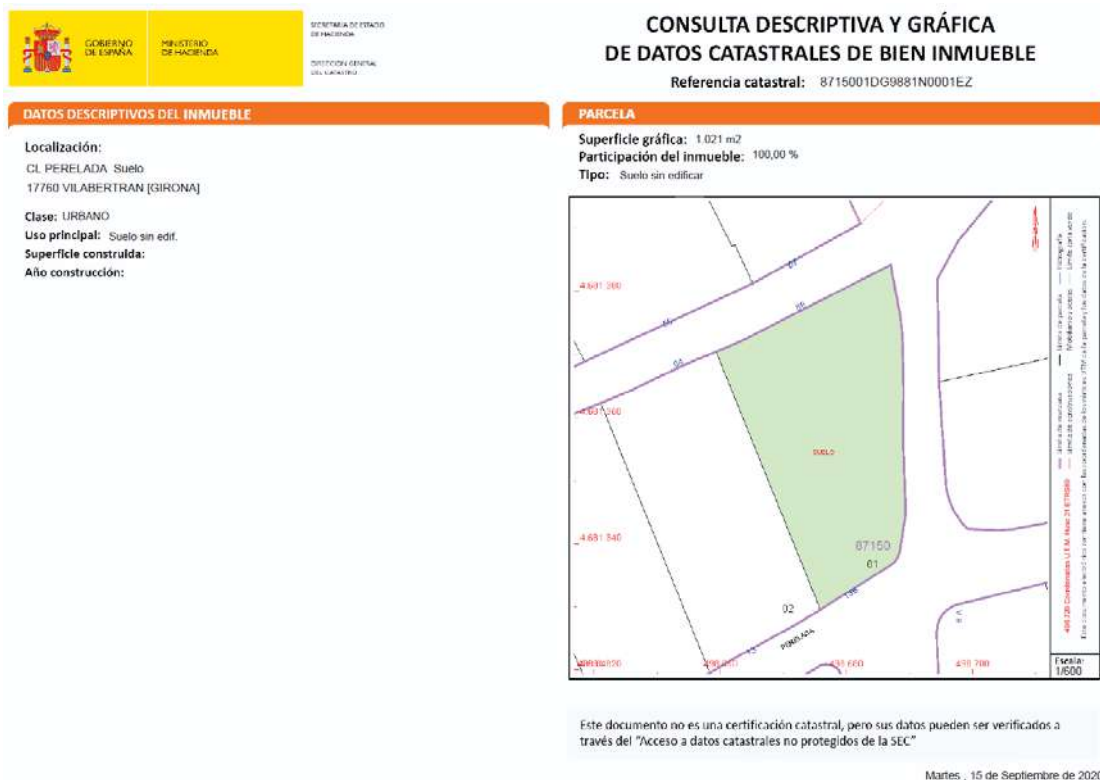 GOBIERNO
DE ESPAÑA
MINISTERIO
DE HACIENDA
SECRETARÍA DE ESTADO
DE HACIENDA
DIRECCIÓN GENERAL
DEL CATASTRO
CONSULTA DESCRIPTIVA Y GRÁFICA
DE DATOS CATASTRALES DE BIEN INMUEBLE
Referencia catastral: 8715001DG9881N0001EZ
DATOS DESCRIPTIVOS DEL INMUEBLE
Localización:
CL PERELADA Suelo
17760 VILABERTRAN [GIRONA]
Clase: URBANO
Uso principal: Suelo sin edif.
Superficie construida:
Año construcción:
PARCELA
Superficie gráfica: 1.021 m2
Participación del inmueble: 100,00 %
Tipo: Suelo sin edificar
SUELO
4.681.340
87150
01
02
PERELADA
498.700
Escala:
1/600
Este documento no es una certificación catastral, pero sus datos pueden ser verificados a
través del "Acceso a datos catastrales no protegidos de la SEC"
Martes , 15 de Septiembre de 2020